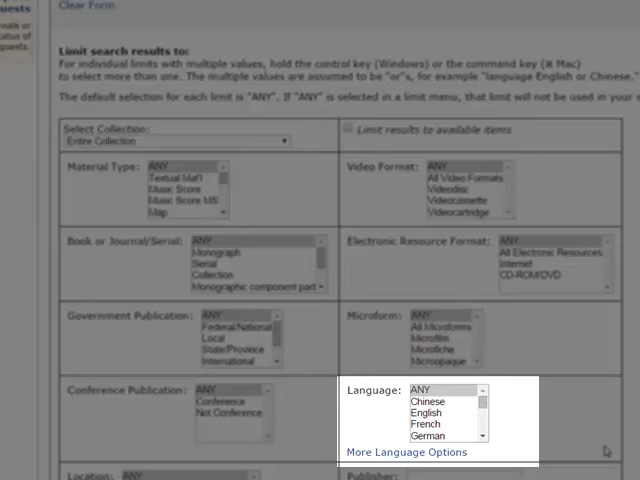 Clear Form
quests
nals or
status of
quests.
Limit search results to:
For individual limits with multiple values, hold the control key (Windows) or the command key (⌘ Mac)
to select more than one. The multiple values are assumed to be "or"s, for example "language English or Chinese."
The default selection for each limit is "ANY". If "ANY" is selected in a limit menu, that limit will not be used in your s
Select Collection:
Entire Collection
Limit results to available items
Material Type:
ANY
Textual Mat'l
Music Score
Music Score MS
Map
Video Format:
ANY
All Video Formats
Videodisc
Videocassette
Videocartridge
Book or Journal/Serial:
ANY
Monograph
Serial
Collection
Monographic component part
Electronic Resource Format:
ANY
All Electronic Resources
Internet
CD-ROM/DVD
Government Publication:
ANY
Federal/National
Local
State/Province
International
Microform:
ANY
All Microforms
Microfilm
Microfiche
Microopaque
Conference Publication:
ANY
Conference
Not Conference
Language:
ANY
Chinese
English
French
German
More Language Options
Location:
ANY
Publisher: